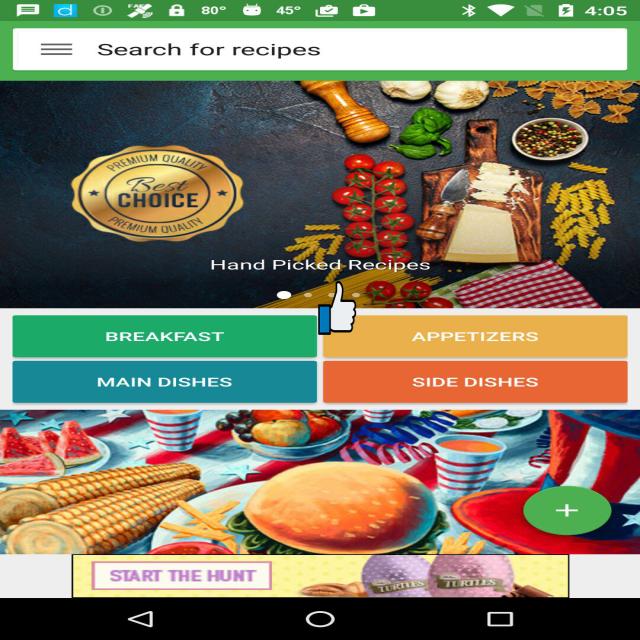 80° 45° 4:05
Search for recipes
PREMIUM QUALITY
Best
CHOICE
PREMIUM QUALITY
Hand Picked Recipes
BREAKFAST
APPETIZERS
MAIN DISHES
SIDE DISHES
START THE HUNT
TURTLES TURTLES